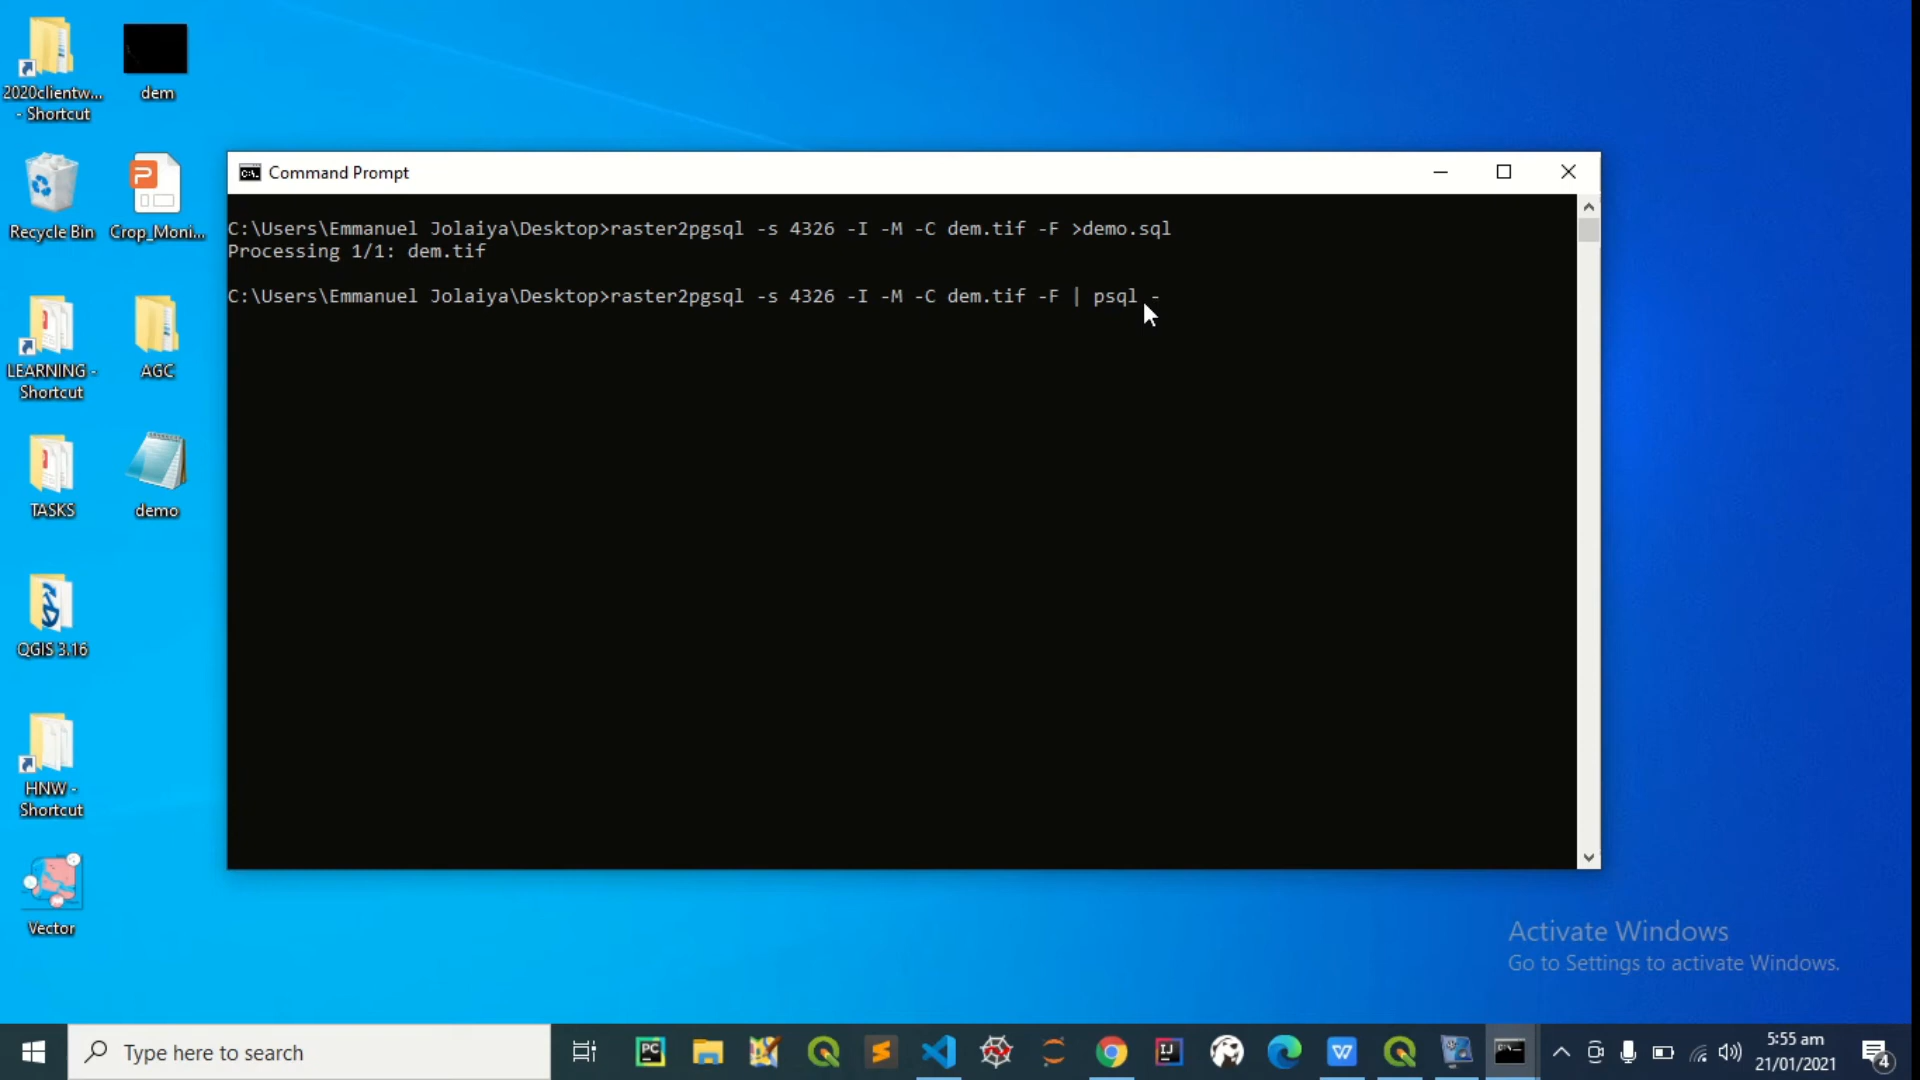 2020clientw...
- Shortcut
dem
Recycle Bin
Crop_Moni...
LEARNING -
Shortcut
AGC
TASKS
demo
QGIS 3.16
HNW -
Shortcut
Vector
Command Prompt
C:\Users\Emmanuel Jolaiya\Desktop>raster2pgsql -s 4326 -I -M -C dem.tif -F >demo.sql
Processing 1/1: dem.tif
C:\Users\Emmanuel Jolaiya\Desktop>raster2pgsql -s 4326 -I -M -C dem.tif -F | psql -
Activate Windows
Go to Settings to activate Windows.
Type here to search
5:55 am
21/01/2021
4